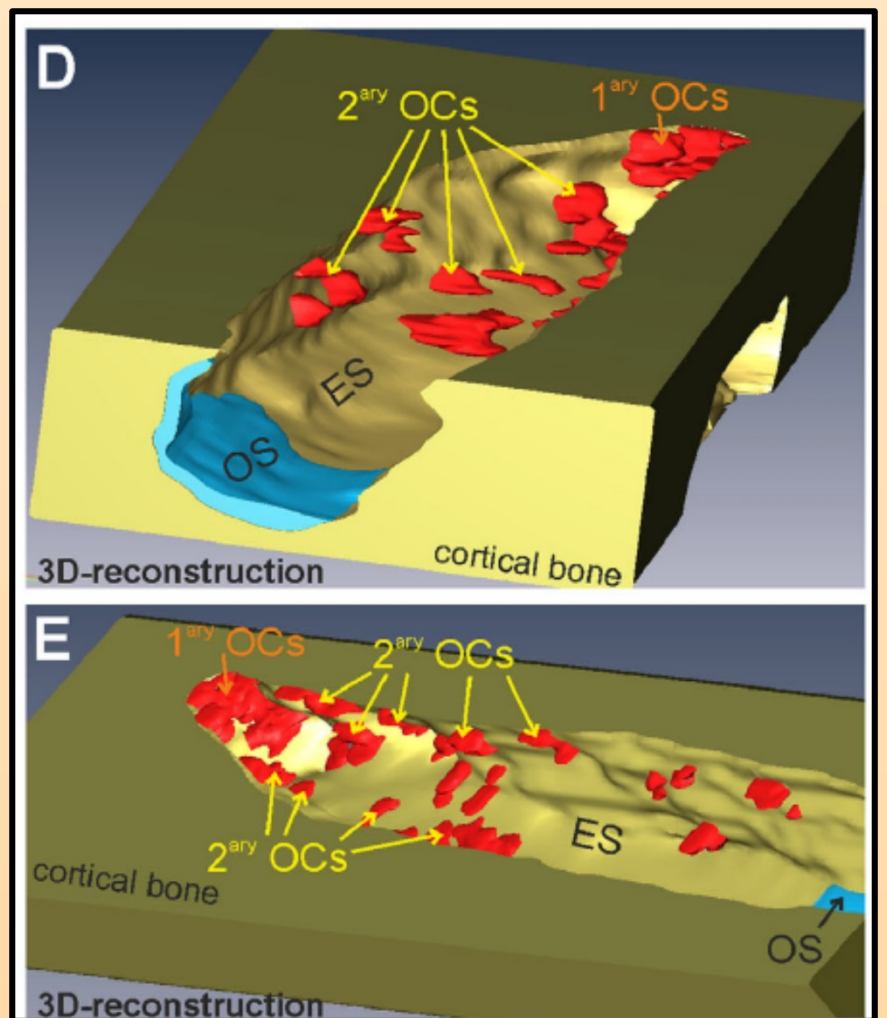 D
2ary OCs
1ary OCs
ES
OS
cortical bone
3D-reconstruction
E
1ary OCs
2ary OCs
ES
2ary OCs
cortical bone
OS
3D-reconstruction